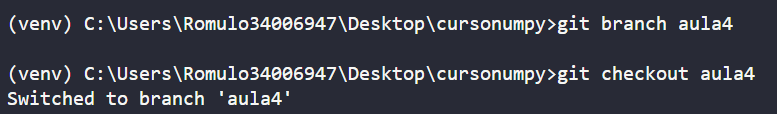 (venv) C:\Users\Romulo34006947\Desktop\cursonumpy>git branch aula4
(venv) C:\Users\Romulo34006947\Desktop\cursonumpy>git checkout aula4
Switched to branch 'aula4'